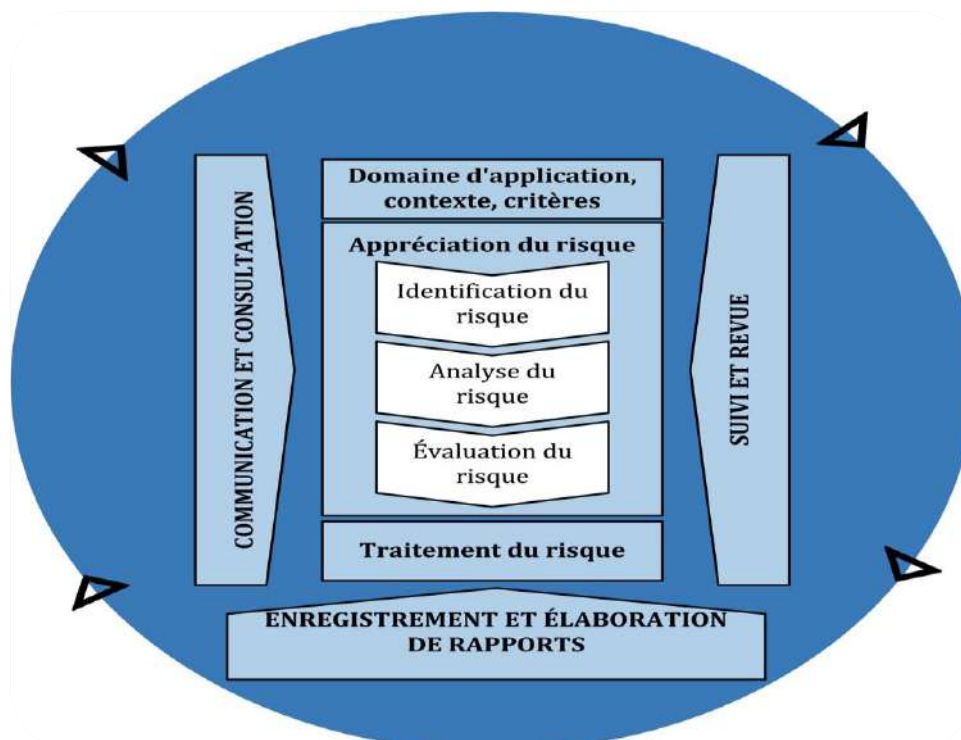 Domaine d'application,
contexte, critères
Appréciation du risque
Identification du
risque
Analyse du
risque
Évaluation du
risque
Traitement du risque
COMMUNICATION ET CONSULTATION
SUIVI ET REVUE
ENREGISTREMENT ET ÉLABORATION
DE RAPPORTS